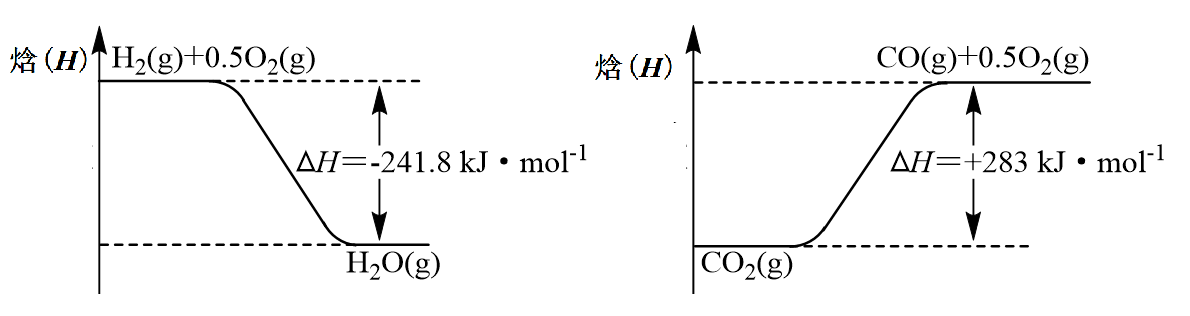 焓(H)
H₂(g)+0.5O₂(g)
ΔH=-241.8 kJ·mol⁻¹
H₂O(g)
焓(H)
CO(g)+0.5O₂(g)
ΔH=+283 kJ·mol⁻¹
CO₂(g)